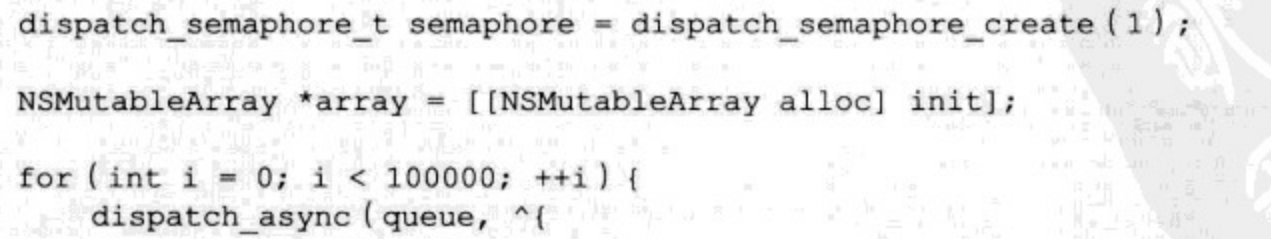 dispatch_semaphore_t semaphore = dispatch_semaphore_create(1);
NSMutableArray *array = [[NSMutableArray alloc] init];
for (int i = 0; i < 100000; ++i) {
dispatch_async(queue, ^{